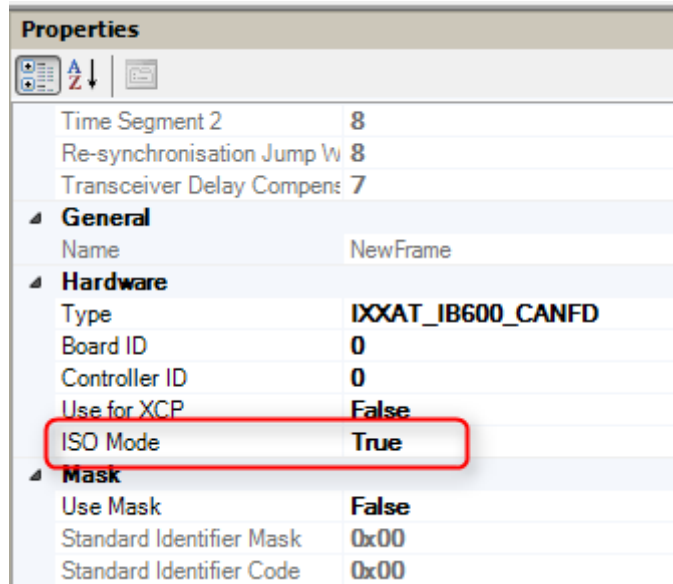 Properties
Time Segment 2 8
Re-synchronisation Jump W 8
Transceiver Delay Compens 7
General
Name NewFrame
Hardware
Type IXXAT_IB600_CANFD
Board ID 0
Controller ID 0
Use for XCP False
ISO Mode True
Mask
Use Mask False
Standard Identifier Mask 0x00
Standard Identifier Code 0x00